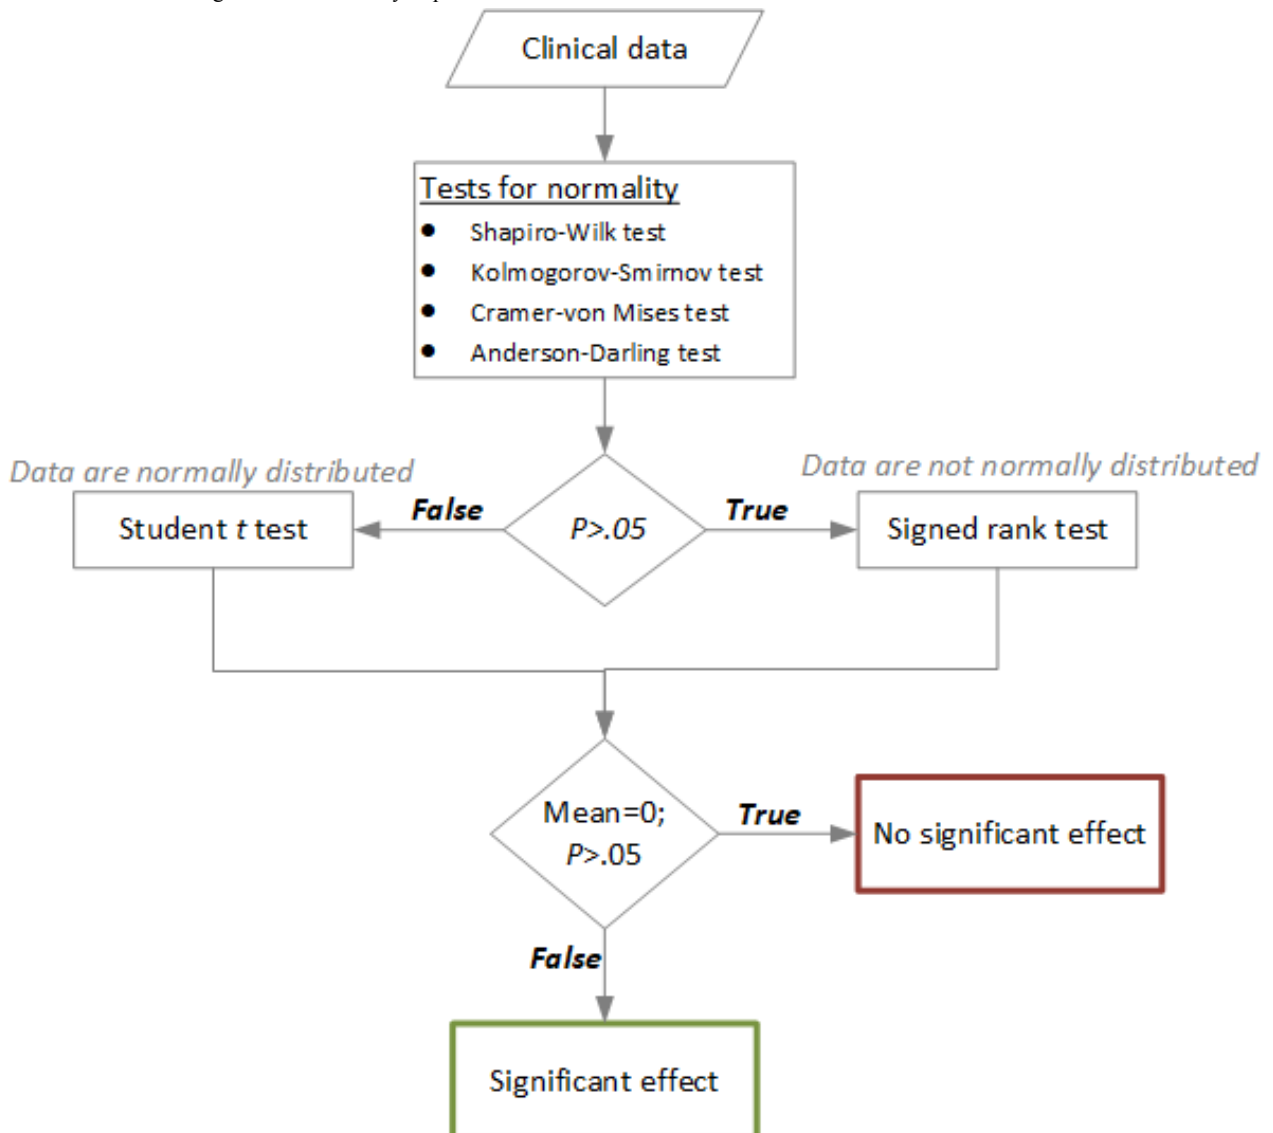 Clinical data
Tests for normality
● Shapiro-Wilk test
● Kolmogorov-Smirnov test
● Cramer-von Mises test
● Anderson-Darling test
Data are normally distributed
Data are not normally distributed
Student t test
False
P>.05
True
Signed rank test
Mean=0;
P>.05
True
No significant effect
False
Significant effect